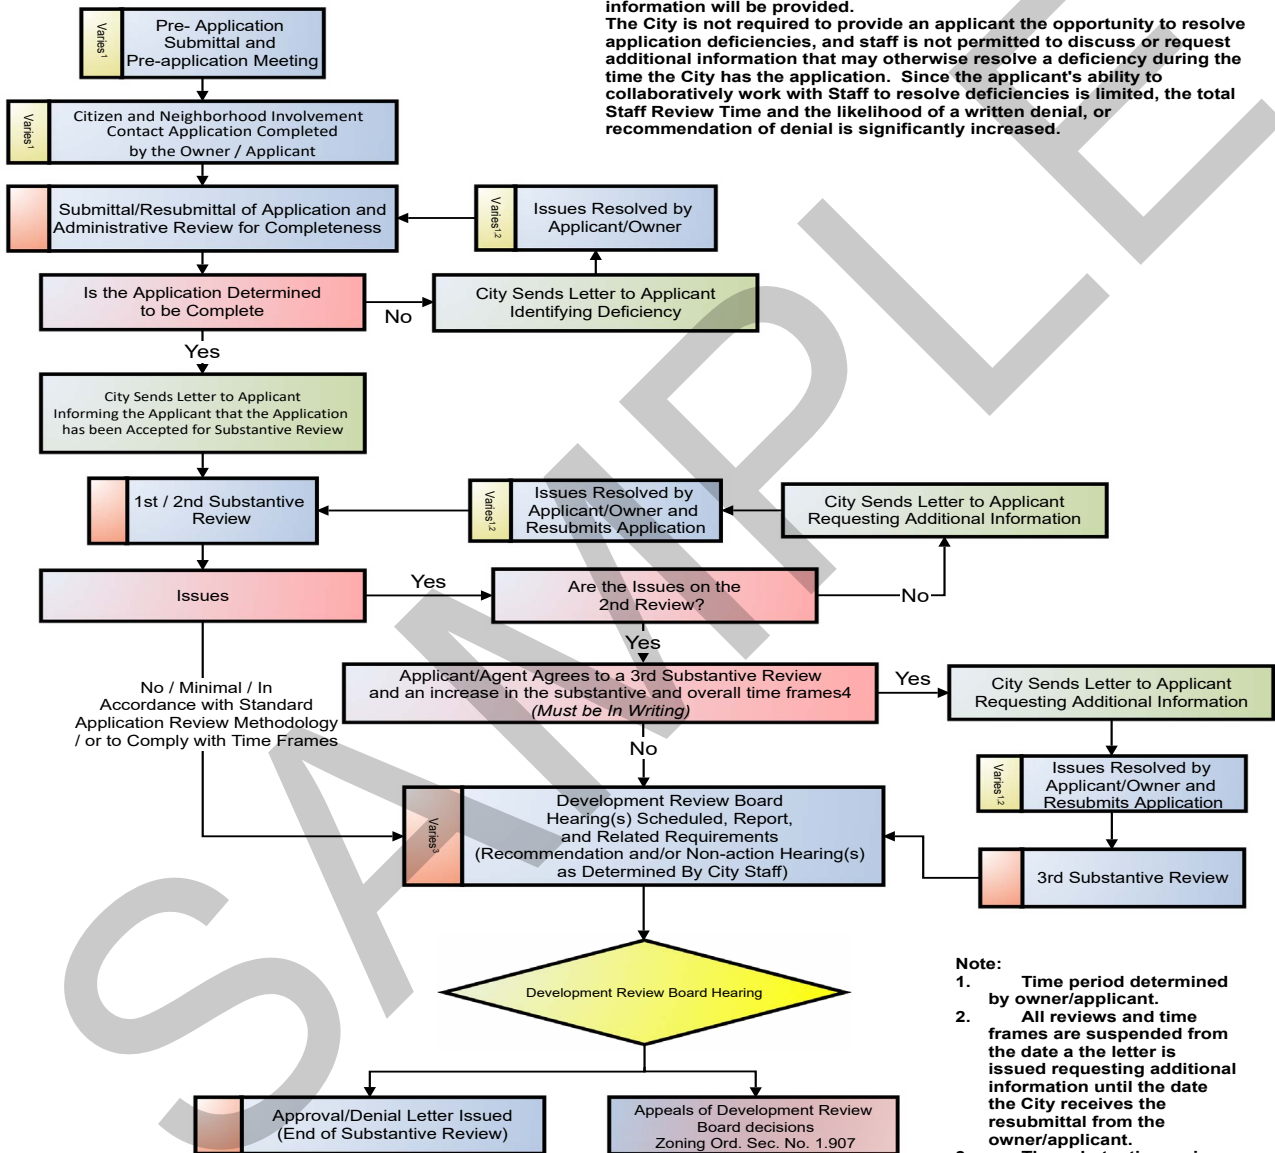 information will be provided.
The City is not required to provide an applicant the opportunity to resolve
application deficiencies, and staff is not permitted to discuss or request
additional information that may otherwise resolve a deficiency during the
time the City has the application. Since the applicant's ability to
collaboratively work with Staff to resolve deficiencies is limited, the total
Staff Review Time and the likelihood of a written denial, or
recommendation of denial is significantly increased.
Varies1
Pre- Application
Submittal and
Pre-application Meeting
Varies1
Citizen and Neighborhood Involvement
Contact Application Completed
by the Owner / Applicant
Submittal/Resubmittal of Application and
Administrative Review for Completeness
Varies1,2
Issues Resolved by
Applicant/Owner
Is the Application Determined
to be Complete
No
City Sends Letter to Applicant
Identifying Deficiency
Yes
City Sends Letter to Applicant
Informing the Applicant that the Application
has been Accepted for Substantive Review
1st / 2nd Substantive
Review
Varies1,2
Issues Resolved by
Applicant/Owner and
Resubmits Application
City Sends Letter to Applicant
Requesting Additional Information
Issues
Yes
Are the Issues on the
2nd Review?
No
Yes
No / Minimal / In
Accordance with Standard
Application Review Methodology
/ or to Comply with Time Frames
Applicant/Agent Agrees to a 3rd Substantive Review
and an increase in the substantive and overall time frames4
(Must be In Writing)
Yes
City Sends Letter to Applicant
Requesting Additional Information
No
Varies1,2
Issues Resolved by
Applicant/Owner and
Resubmits Application
Varies3
Development Review Board
Hearing(s) Scheduled, Report,
and Related Requirements
(Recommendation and/or Non-action Hearing(s)
as Determined By City Staff)
3rd Substantive Review
Development Review Board Hearing
Approval/Denial Letter Issued
(End of Substantive Review)
Appeals of Development Review
Board decisions
Zoning Ord. Sec. No. 1.907
Note:
1. Time period determined
by owner/applicant.
2. All reviews and time
frames are suspended from
the date a the letter is
issued requesting additional
information until the date
the City receives the
resubmittal from the
owner/applicant.
SAMPLE